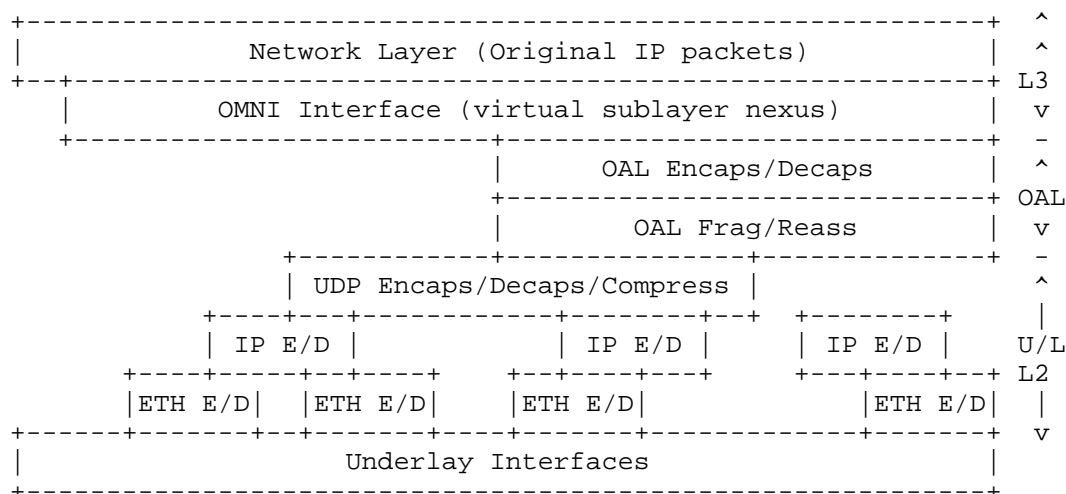 +----------------------------------------------------------+ ^
| Network Layer (Original IP packets) | ^
+--+-------------------------------------------------------+ L3
| OMNI Interface (virtual sublayer nexus) | v
+--------------------------+-----------------------------+ -
| OAL Encaps/Decaps | ^
+-----------------------------+ OAL
| OAL Frag/Reass | v
+------------+---------------+--------------+ -
| UDP Encaps/Decaps/Compress | ^
+----+---+------------+--------+--+ +--------+ |
| IP E/D | | IP E/D | | IP E/D | U/L
+----+-----+--+----+ +--+----+---+ +---+----+--+ L2
|ETH E/D| |ETH E/D| |ETH E/D| |ETH E/D| |
+------+-------+--+-------+----+-------+-------------+-------+ v
| Underlay Interfaces |
+------------------------------------------------------------+